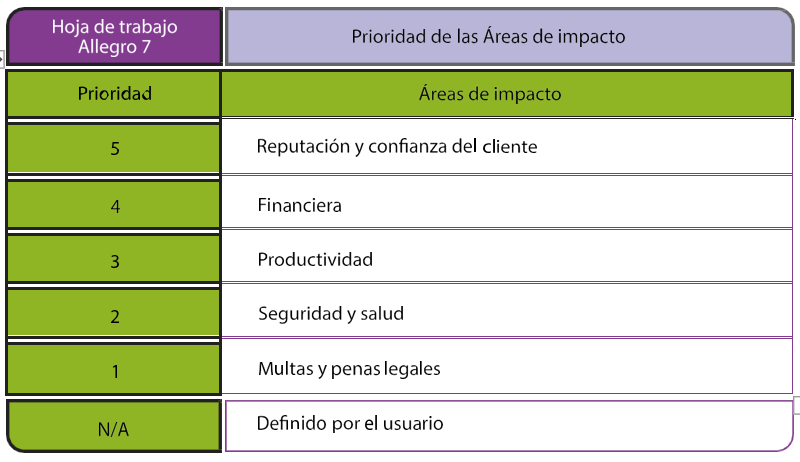 Hoja de trabajo
Allegro 7
Prioridad de las Áreas de impacto
Prioridad
Áreas de impacto
5
Reputación y confianza del cliente
4
Financiera
3
Productividad
2
Seguridad y salud
1
Multas y penas legales
N/A
Definido por el usuario